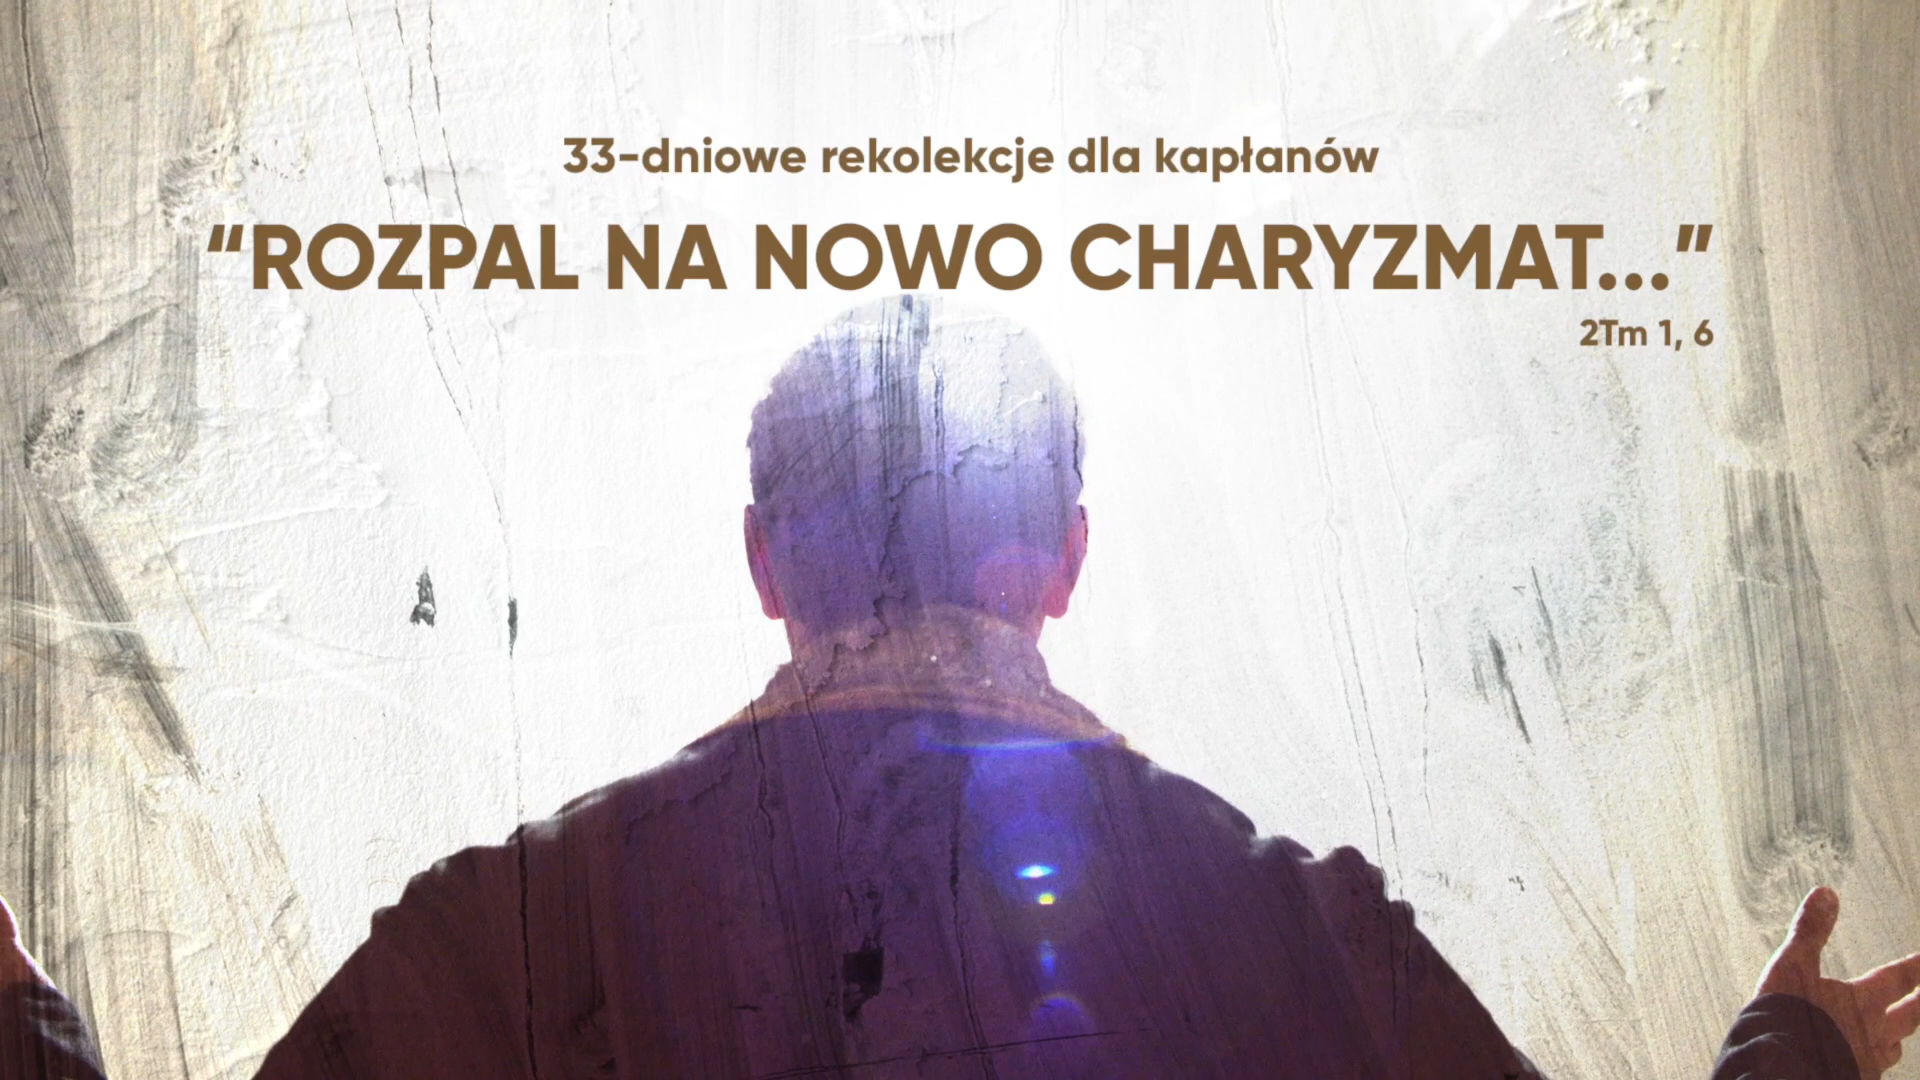 33-dniowe rekolekcje dla kapłanów
“ROZPAL NA NOWO CHARYZMAT...”
2Tm 1, 6